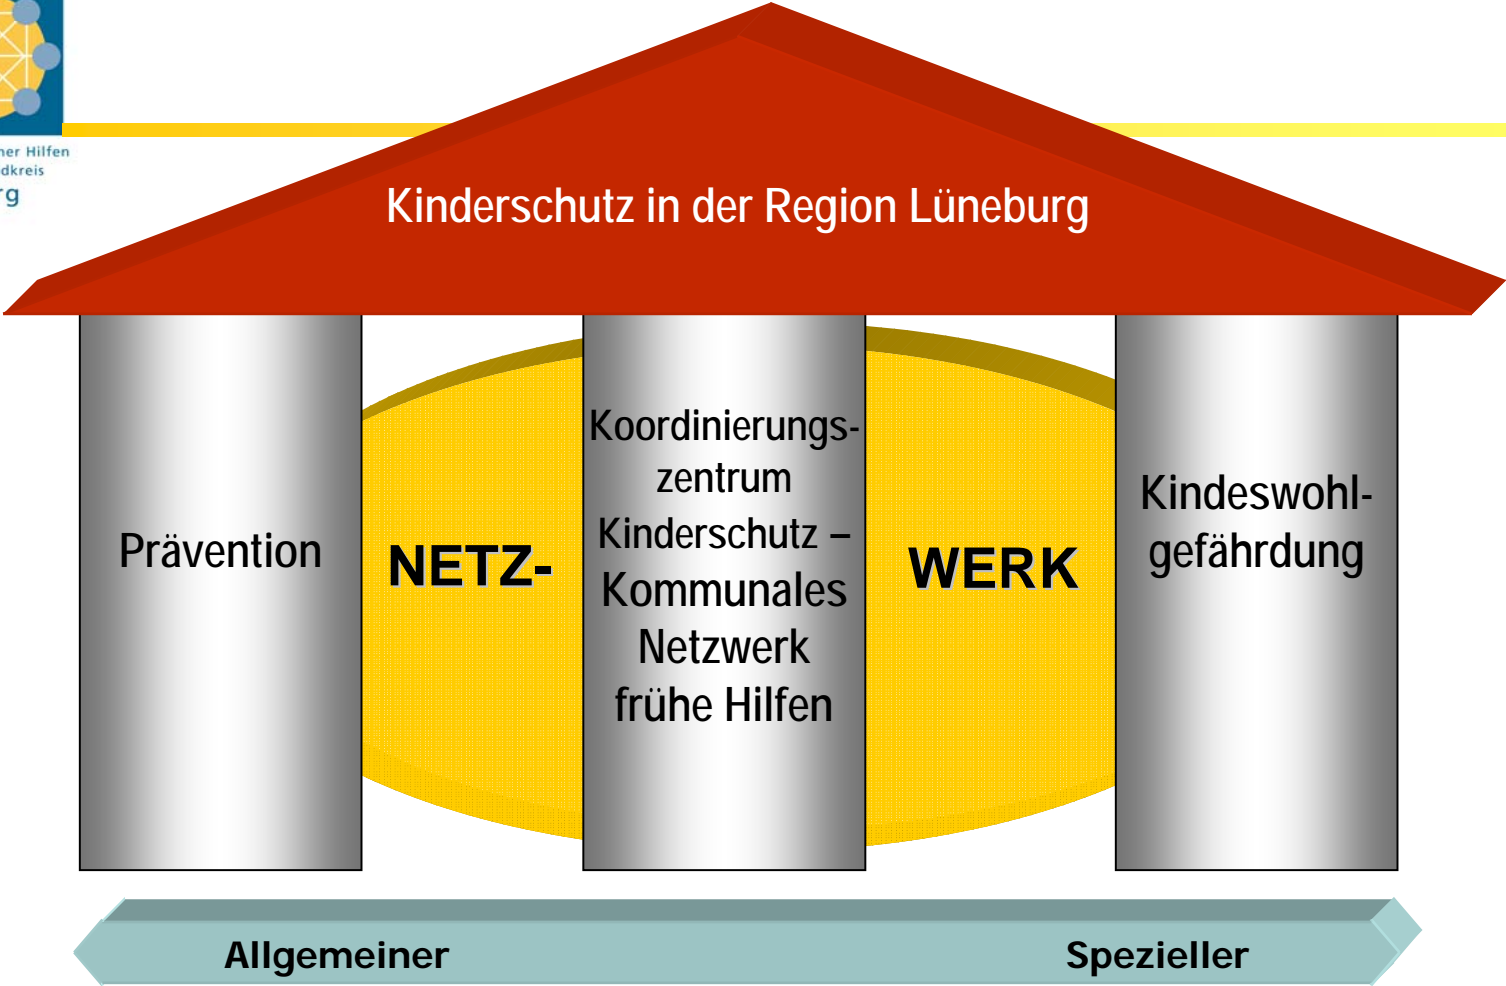 Hilfen
Kinderschutz in der Region Lüneburg
Prävention
NETZ-
Koordinierungs-
zentrum
Kinderschutz –
Kommunales
Netzwerk
frühe Hilfen
WERK
Kindeswohl-
gefährdung
Allgemeiner
Spezieller